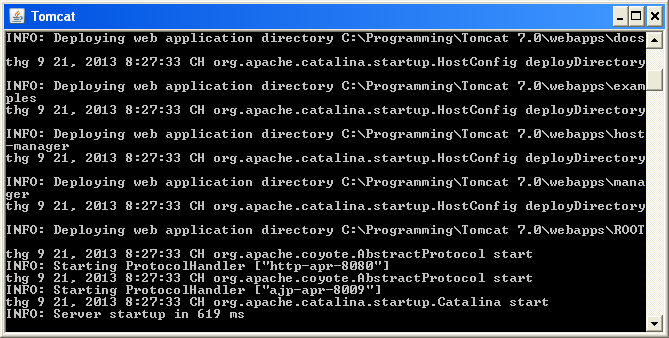 Tomcat
INFO: Deploying web application directory C:\Programming\Tomcat 7.0\webapps\docs
thg 9 21, 2013 8:27:33 CH org.apache.catalina.startup.HostConfig deployDirectory
INFO: Deploying web application directory C:\Programming\Tomcat 7.0\webapps\exam
ples
thg 9 21, 2013 8:27:33 CH org.apache.catalina.startup.HostConfig deployDirectory
INFO: Deploying web application directory C:\Programming\Tomcat 7.0\webapps\host
-manager
thg 9 21, 2013 8:27:33 CH org.apache.catalina.startup.HostConfig deployDirectory
INFO: Deploying web application directory C:\Programming\Tomcat 7.0\webapps\mana
ger
thg 9 21, 2013 8:27:33 CH org.apache.catalina.startup.HostConfig deployDirectory
INFO: Deploying web application directory C:\Programming\Tomcat 7.0\webapps\ROOT
thg 9 21, 2013 8:27:33 CH org.apache.coyote.AbstractProtocol start
INFO: Starting ProtocolHandler ["http-apr-8080"]
thg 9 21, 2013 8:27:33 CH org.apache.coyote.AbstractProtocol start
INFO: Starting ProtocolHandler ["ajp-apr-8009"]
thg 9 21, 2013 8:27:33 CH org.apache.catalina.startup.Catalina start
INFO: Server startup in 619 ms